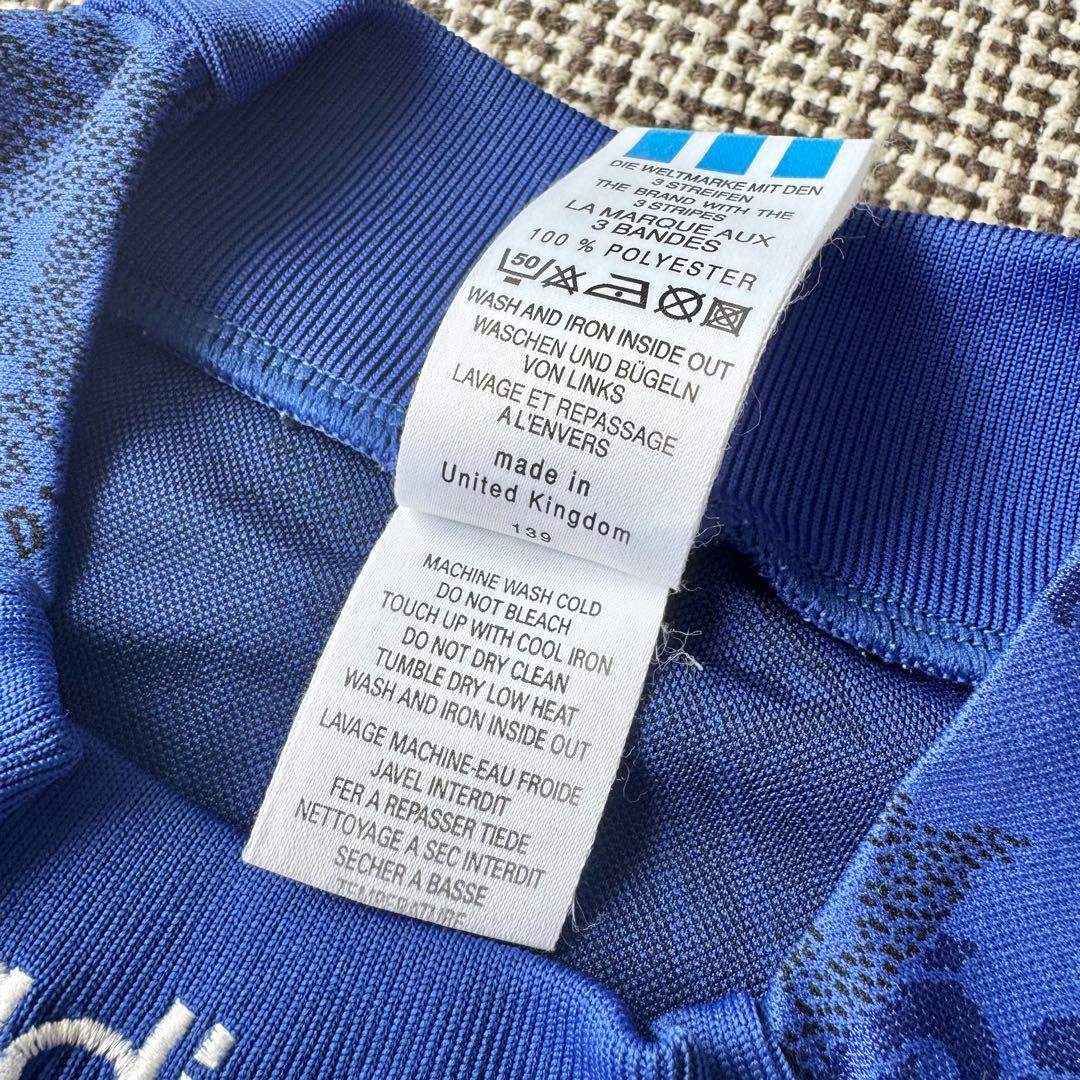 DIE WELTMARKE MIT DEN
3 STREIFEN
THE BRAND WITH THE
3 STRIPES
LA MARQUE AUX
3 BANDES
100 % POLYESTER
50
WASH AND IRON INSIDE OUT
WASCHEN UND BÜGELN
VON LINKS
LAVAGE ET REPASSAGE
A L'ENVERS
made in
United Kingdom
139
MACHINE WASH COLD
DO NOT BLEACH
TOUCH UP WITH COOL IRON
DO NOT DRY CLEAN
TUMBLE DRY LOW HEAT
WASH AND IRON INSIDE OUT
LAVAGE MACHINE-EAU FROIDE
JAVEL INTERDIT
FER A REPASSER TIEDE
NETTOYAGE A SEC INTERDIT
SECHER A BASSE
TEMPERATURE
di